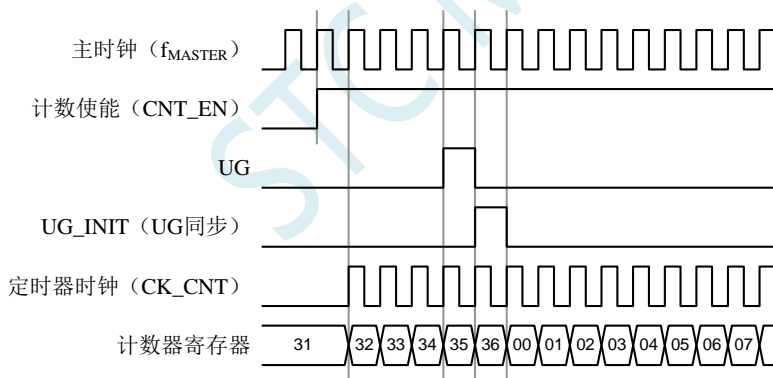 主时钟（fMASTER）
计数使能（CNT_EN）
UG
UG_INIT（UG同步）
定时器时钟（CK_CNT）
计数器寄存器 31 32 33 34 35 36 00 01 02 03 04 05 06 07
STC M